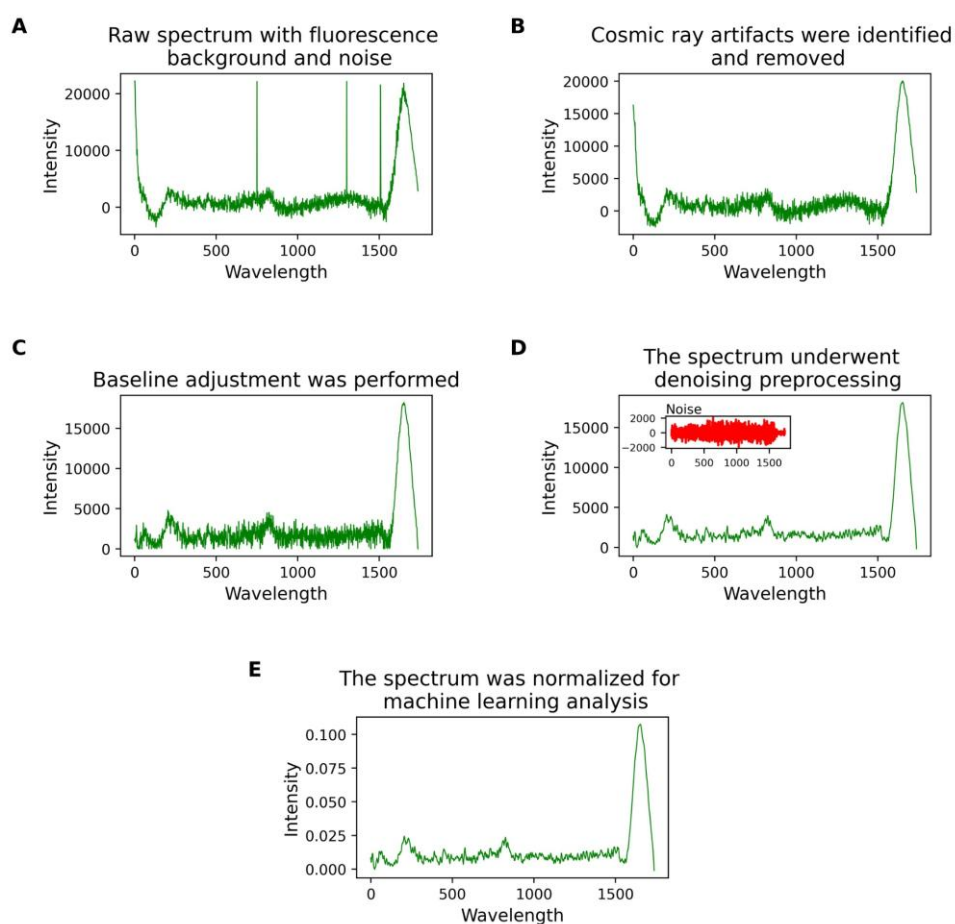 A
Raw spectrum with fluorescence
background and noise
20000
10000
0
Intensity
0 500 1000 1500
Wavelength
B
Cosmic ray artifacts were identified
and removed
20000
15000
10000
5000
0
Intensity
0 500 1000 1500
Wavelength
C
Baseline adjustment was performed
15000
10000
5000
0
Intensity
0 500 1000 1500
Wavelength
D
The spectrum underwent
denoising preprocessing
Noise
2000
0
−2000
0 500 1000 1500
15000
10000
5000
0
Intensity
0 500 1000 1500
Wavelength
E
The spectrum was normalized for
machine learning analysis
0.100
0.075
0.050
0.025
0.000
Intensity
0 500 1000 1500
Wavelength